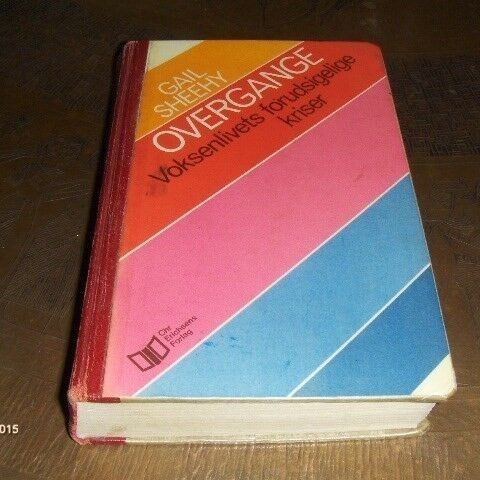 GAIL
SHEEHY
OVERGANGE
Voksenlivets forudsigelige
kriser
Chr
Erichsens
Forlag
015